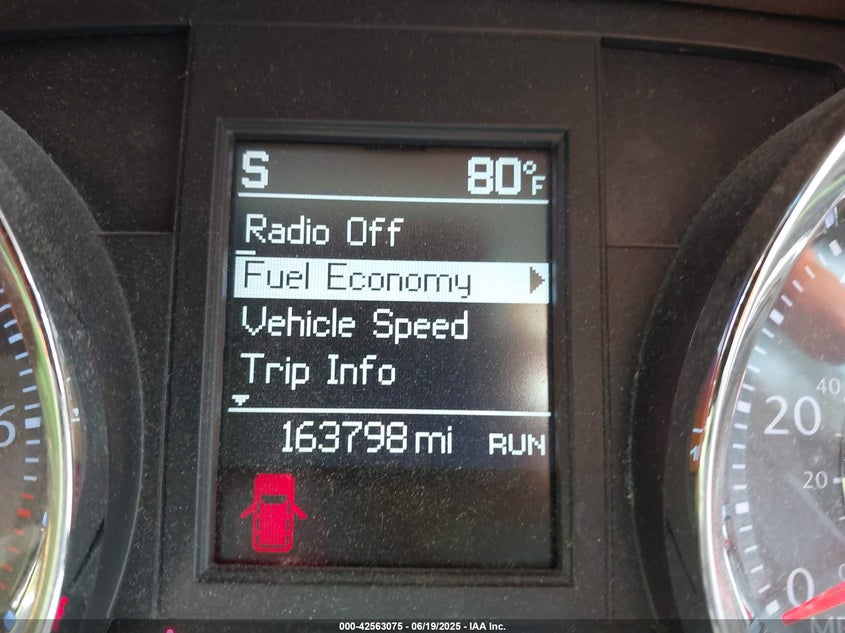 S 80°F
Radio Off
Fuel Economy
Vehicle Speed
Trip Info
163798 mi RUN
6
40
20
20
0
000-42563075 - 06/19/2025 - IAA Inc.